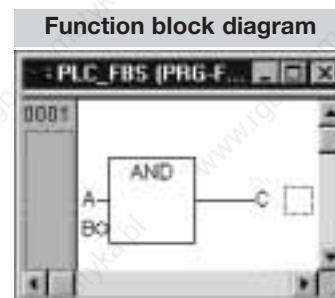 Function block diagram
PLC_FBS (PRG-F...
0001
AND
A
C
B